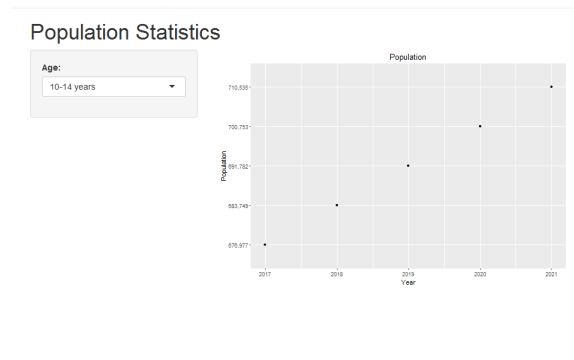 Population Statistics
Age:
10-14 years
Population
Population
710,535
700,753
691,782
683,749
676,977
2017
2018
2019
2020
2021
Year